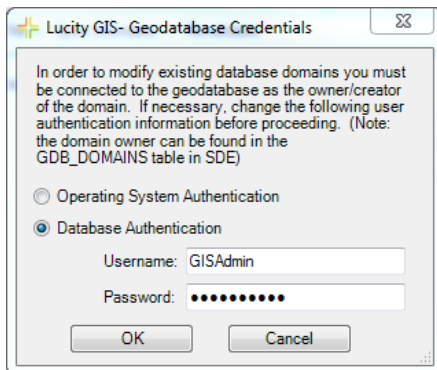 Lucity GIS- Geodatabase Credentials
In order to modify existing database domains you must
be connected to the geodatabase as the owner/creator
of the domain.  If necessary, change the following user
authentication information before proceeding.  (Note:
the domain owner can be found in the
GDB_DOMAINS table in SDE)
Operating System Authentication
Database Authentication
Username: GISAdmin
Password: ●●●●●●●●●●
OK Cancel